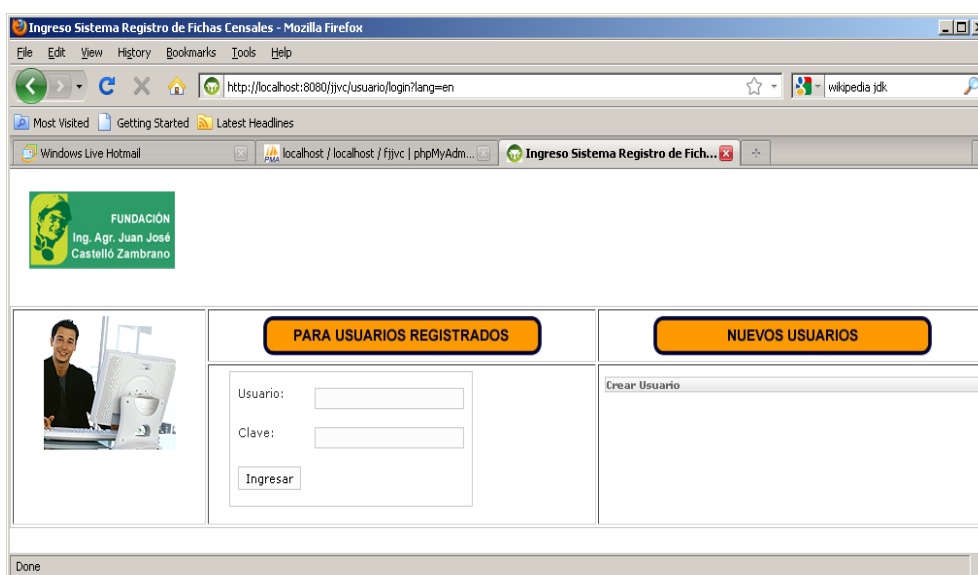 Ingreso Sistema Registro de Fichas Censales - Mozilla Firefox
File Edit View History Bookmarks Tools Help
http://localhost:8080/jjvc/usuario/login?lang=en
wikipedia jdk
Most Visited Getting Started Latest Headlines
Windows Live Hotmail
localhost / localhost / fjjvc | phpMyAdm...
Ingreso Sistema Registro de Fich...
FUNDACIÓN
Ing. Agr. Juan José
Castelló Zambrano
PARA USUARIOS REGISTRADOS
NUEVOS USUARIOS
Usuario:
Crear Usuario
Clave:
Ingresar
Done